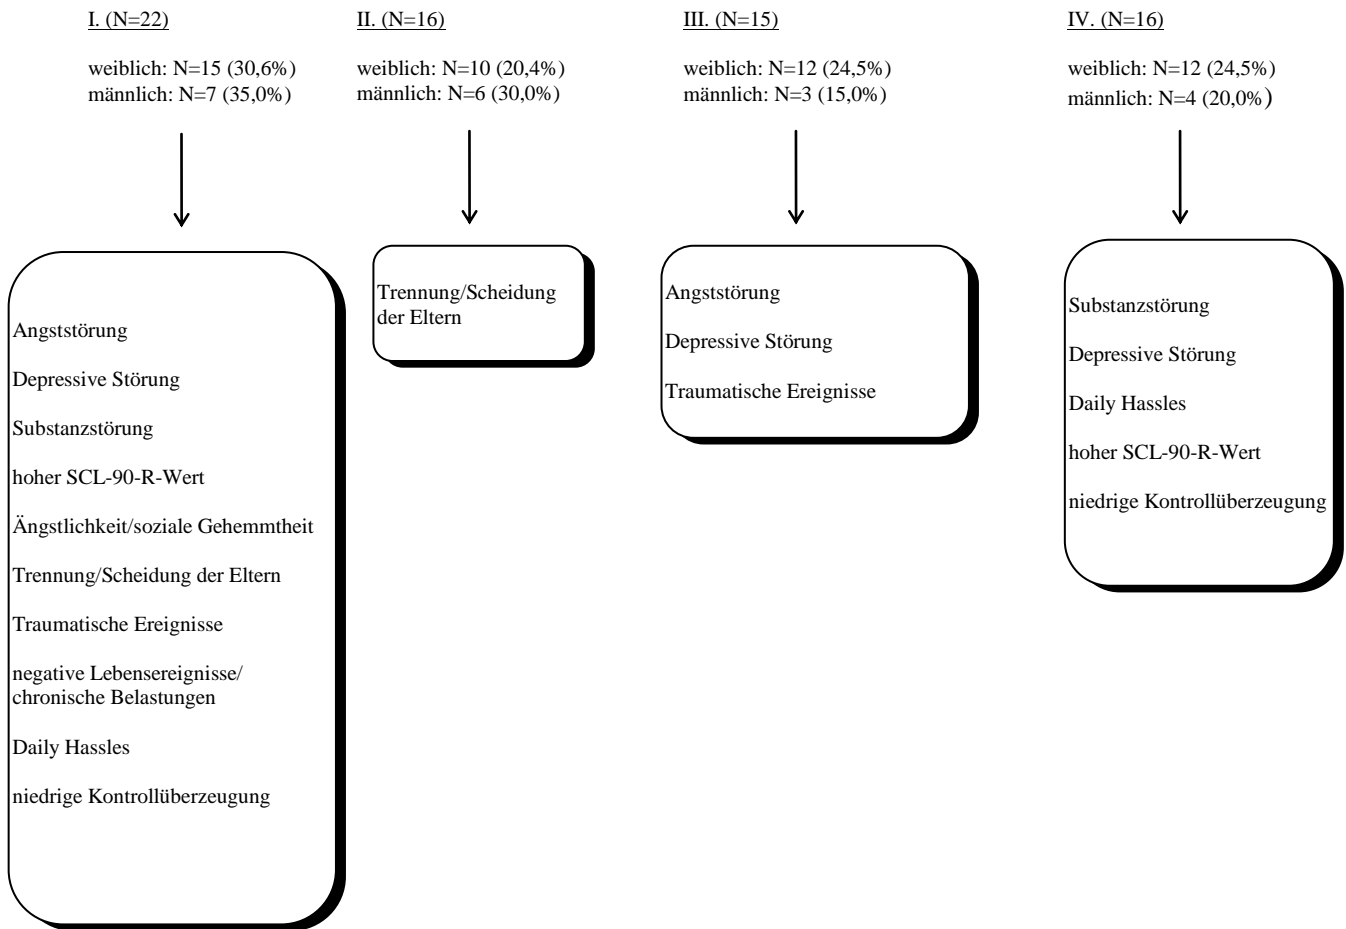 I. (N=22)
weiblich: N=15 (30,6%)
männlich: N=7 (35,0%)
II. (N=16)
weiblich: N=10 (20,4%)
männlich: N=6 (30,0%)
III. (N=15)
weiblich: N=12 (24,5%)
männlich: N=3 (15,0%)
IV. (N=16)
weiblich: N=12 (24,5%)
männlich: N=4 (20,0%)
Angststörung
Depressive Störung
Substanzstörung
hoher SCL-90-R-Wert
Ängstlichkeit/soziale Gehemmtheit
Trennung/Scheidung der Eltern
Traumatische Ereignisse
negative Lebensereignisse/
chronische Belastungen
Daily Hassles
niedrige Kontrollüberzeugung
Trennung/Scheidung
der Eltern
Angststörung
Depressive Störung
Traumatische Ereignisse
Substanzstörung
Depressive Störung
Daily Hassles
hoher SCL-90-R-Wert
niedrige Kontrollüberzeugung